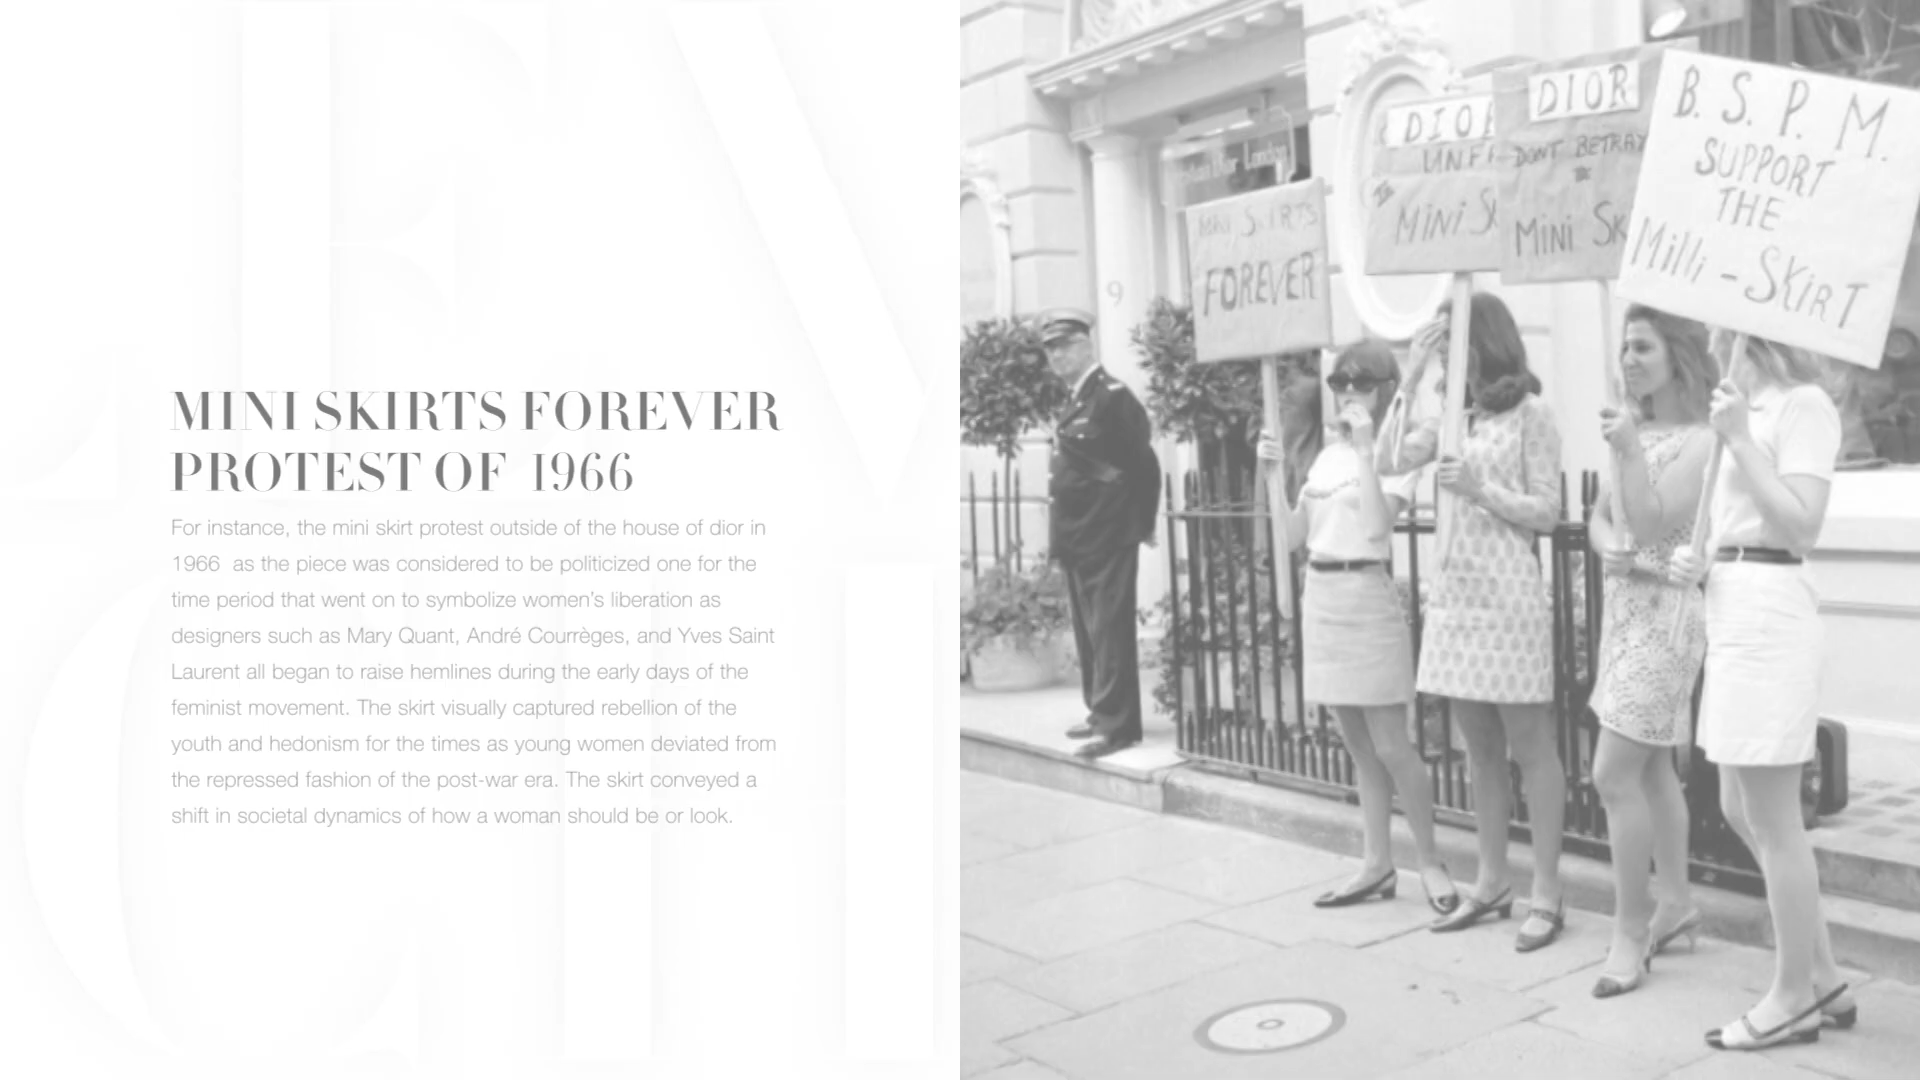 MINI SKIRTS FOREVER
PROTEST OF 1966
For instance, the mini skirt protest outside of the house of dior in
1966 as the piece was considered to be politicized one for the
time period that went on to symbolize women's liberation as
designers such as Mary Quant, André Courrèges, and Yves Saint
Laurent all began to raise hemlines during the early days of the
feminist movement. The skirt visually captured rebellion of the
youth and hedonism for the times as young women deviated from
the repressed fashion of the post-war era. The skirt conveyed a
shift in societal dynamics of how a woman should be or look.
9
London
MINI SKIRTS
FOREVER
DIOR
UNF
TO
MINI SK
DIOR
DONT BETRAY
MINI SK
B. S. P. M.
SUPPORT
THE
Milli - SKIRT